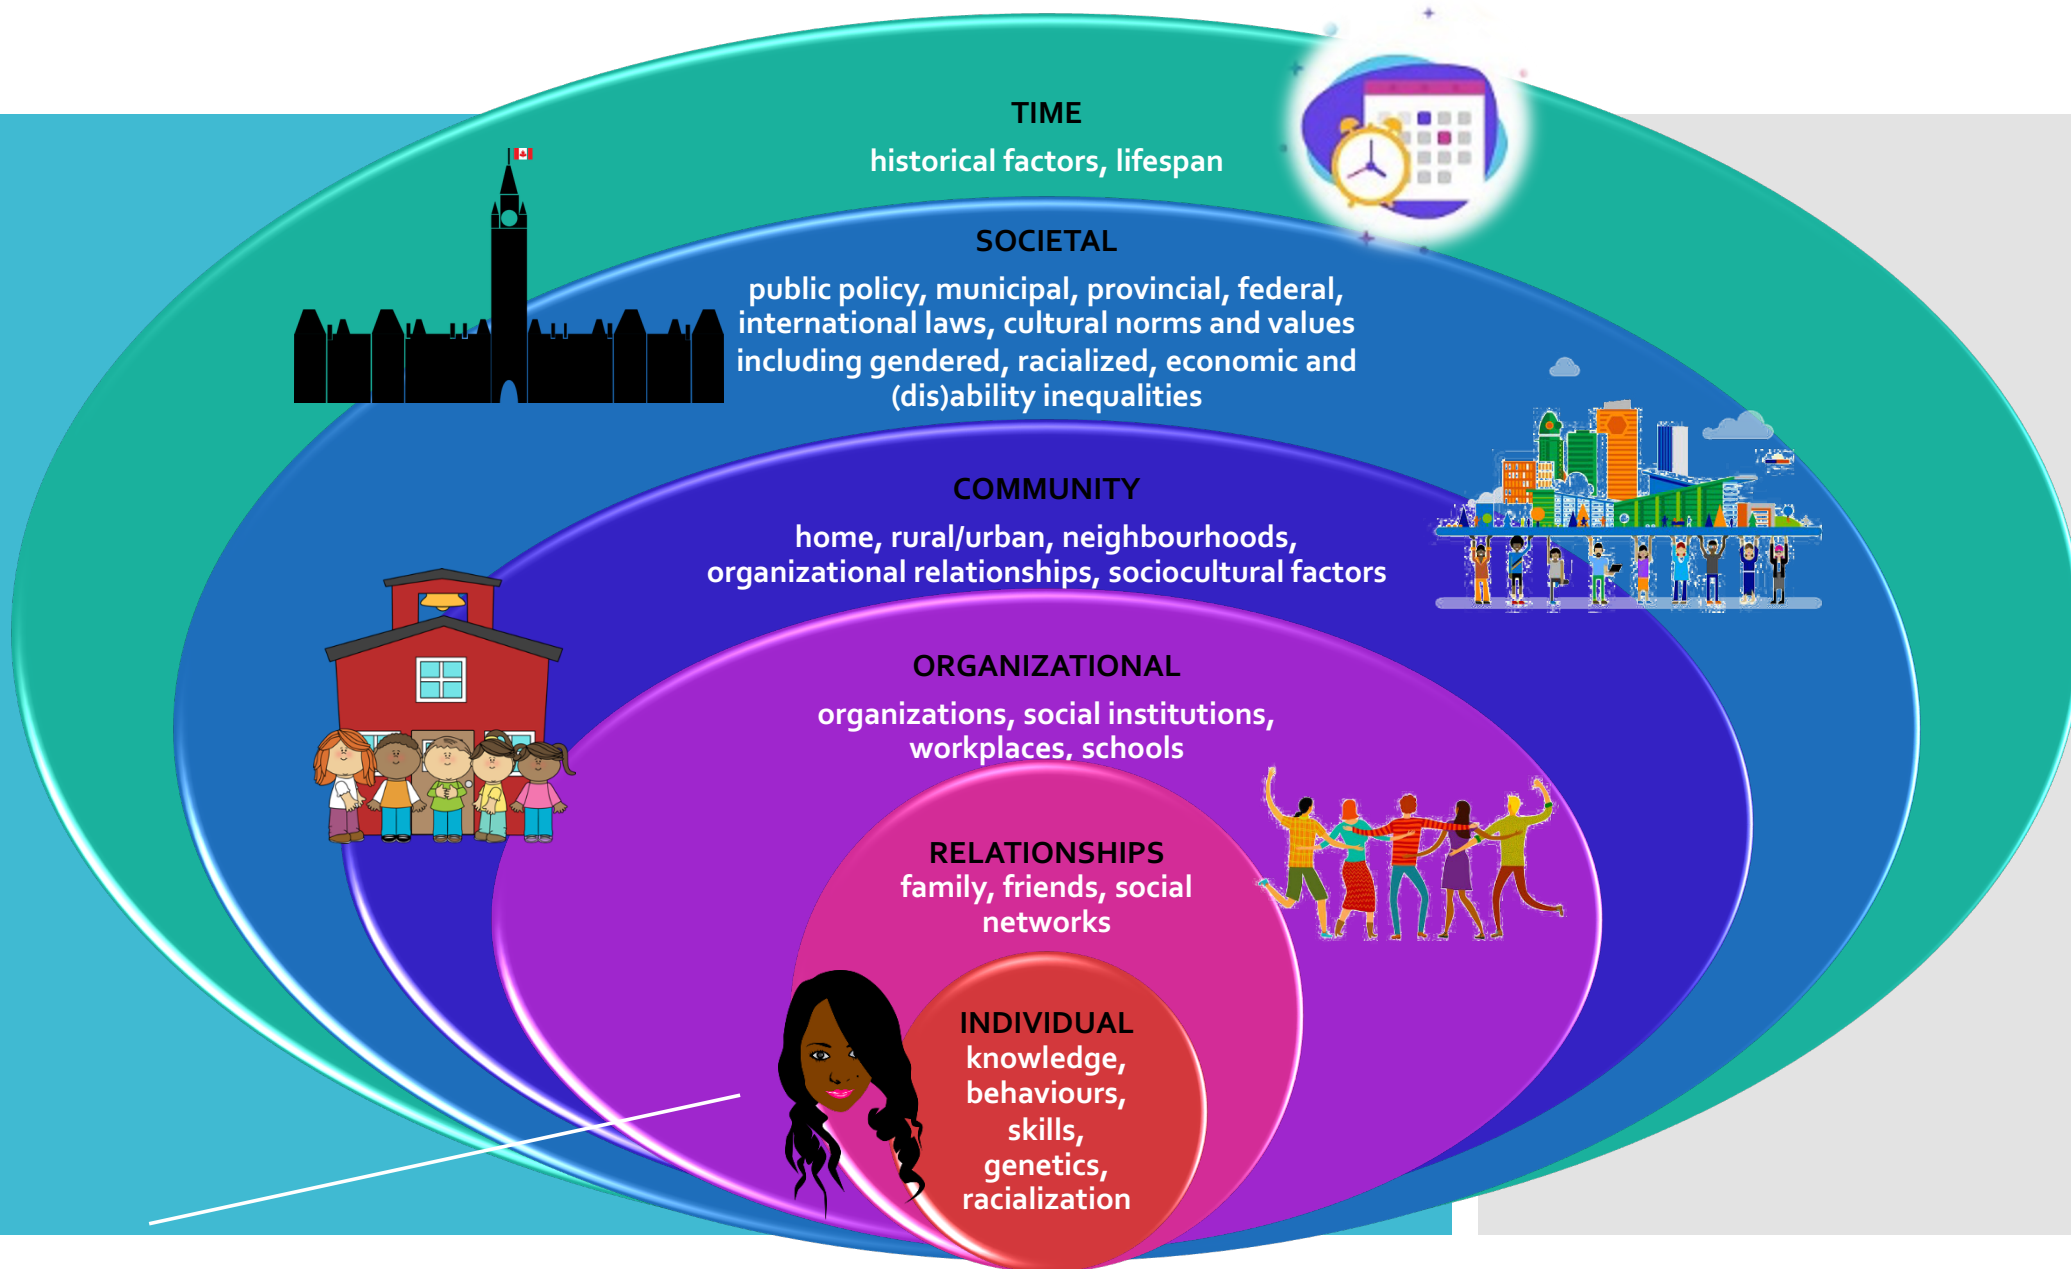 TIME
historical factors, lifespan
SOCIETAL
public policy, municipal, provincial, federal,
international laws, cultural norms and values
including gendered, racialized, economic and
(dis)ability inequalities
COMMUNITY
home, rural/urban, neighbourhoods,
organizational relationships, sociocultural factors
ORGANIZATIONAL
organizations, social institutions,
workplaces, schools
RELATIONSHIPS
family, friends, social
networks
INDIVIDUAL
knowledge,
behaviours,
skills,
genetics,
racialization